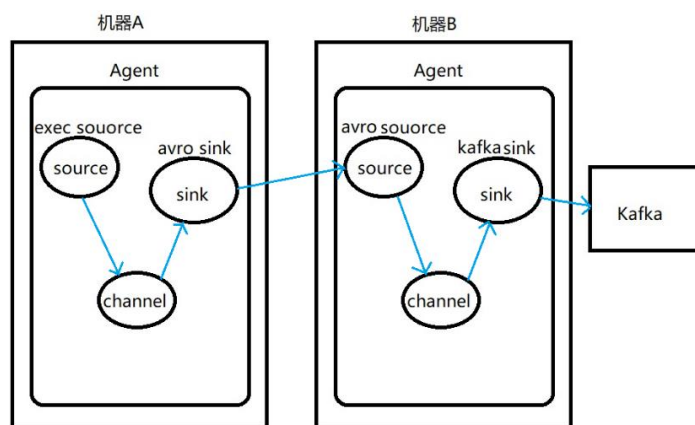 机器A
机器B
Agent
Agent
exec souorce
avro sink
avro souorce
kafka sink
source
sink
source
sink
Kafka
channel
channel